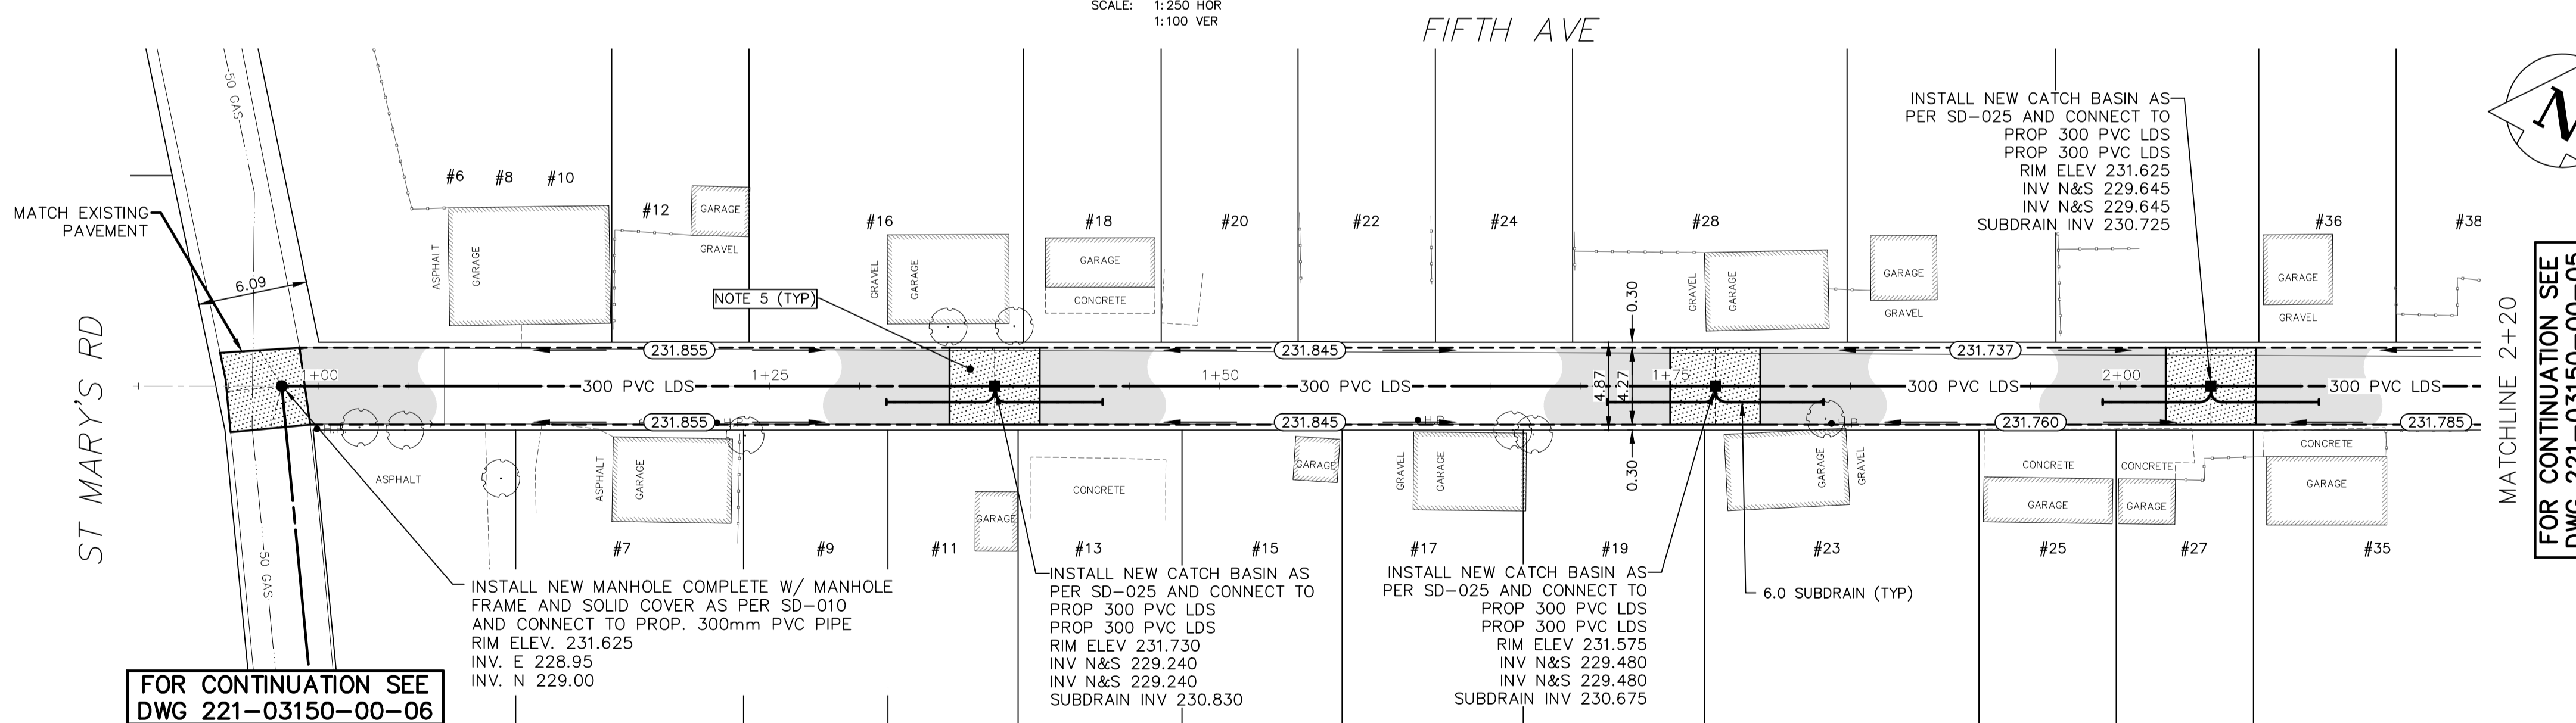 SCALE: 1:250 HOR
1:100 VER
FIFTH AVE
50 GAS
INSTALL NEW CATCH BASIN AS
PER SD-025 AND CONNECT TO
PROP 300 PVC LDS
PROP 300 PVC LDS
RIM ELEV 231.625
INV N&S 229.645
INV N&S 229.645
SUBDRAIN INV 230.725
N
MATCH EXISTING
PAVEMENT
#6 #8 #10
#12
#16
#18
#20
#22
#24
#28
#36
#38
ASPHALT
GARAGE
GARAGE
GRAVEL
GRAVEL
GARAGE
GARAGE
CONCRETE
GRAVEL
GARAGE
GARAGE
GRAVEL
GARAGE
GRAVEL
6.09
NOTE 5 (TYP)
0.30
231.855
231.845
231.737
ST MARY'S RD
1+00
300 PVC LDS
1+25
1+50
300 PVC LDS
4.87
4.27
1+75
300 PVC LDS
2+00
300 PVC LDS
MATCHLINE 2+20
FOR CONTINUATION SEE
DWG 221-03150-00-05
231.855
231.845
231.760
231.785
H.P.
H.P.
H.P.
H.P.
0.30
ASPHALT
ASPHALT
GARAGE
GARAGE
CONCRETE
GARAGE
GRAVEL
GARAGE
GARAGE
GRAVEL
CONCRETE
GARAGE
CONCRETE
GARAGE
CONCRETE
GARAGE
50 GAS
#7
#9
#11
#13
#15
#17
#19
#23
#25
#27
#35
INSTALL NEW MANHOLE COMPLETE W/ MANHOLE
FRAME AND SOLID COVER AS PER SD-010
AND CONNECT TO PROP. 300mm PVC PIPE
RIM ELEV. 231.625
INV. E 228.95
INV. N 229.00
INSTALL NEW CATCH BASIN AS
PER SD-025 AND CONNECT TO
PROP 300 PVC LDS
PROP 300 PVC LDS
RIM ELEV 231.730
INV N&S 229.240
INV N&S 229.240
SUBDRAIN INV 230.830
INSTALL NEW CATCH BASIN AS
PER SD-025 AND CONNECT TO
PROP 300 PVC LDS
PROP 300 PVC LDS
RIM ELEV 231.575
INV N&S 229.480
INV N&S 229.480
SUBDRAIN INV 230.675
6.0 SUBDRAIN (TYP)
FOR CONTINUATION SEE
DWG 221-03150-00-06